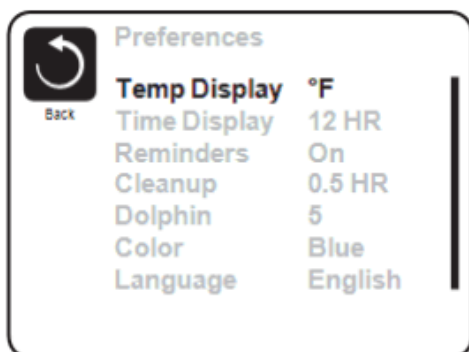 Preferences
Back
Temp Display °F
Time Display 12 HR
Reminders On
Cleanup 0.5 HR
Dolphin 5
Color Blue
Language English